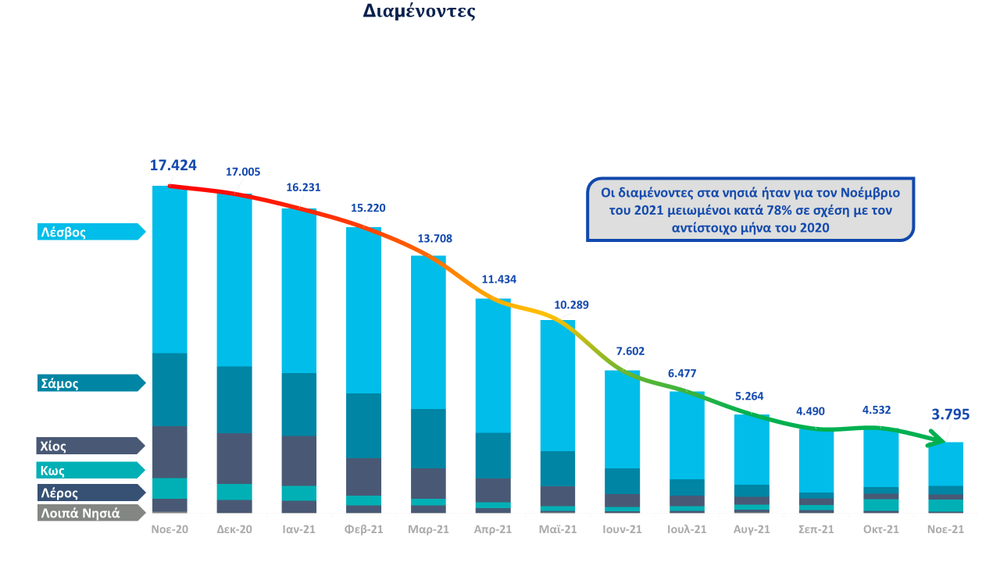 Διαμένοντες
17.424
17.005
16.231
15.220
13.708
11.434
10.289
7.602
6.477
5.264
4.490
4.532
3.795
Οι διαμένοντες στα νησιά ήταν για τον Νοέμβριο
του 2021 μειωμένοι κατά 78% σε σχέση με τον
αντίστοιχο μήνα του 2020
Λέσβος
Σάμος
Χίος
Κως
Λέρος
Λοιπά Νησιά
Νοε-20
Δεκ-20
Ιαν-21
Φεβ-21
Μαρ-21
Απρ-21
Μαϊ-21
Ιουν-21
Ιουλ-21
Αυγ-21
Σεπ-21
Οκτ-21
Νοε-21